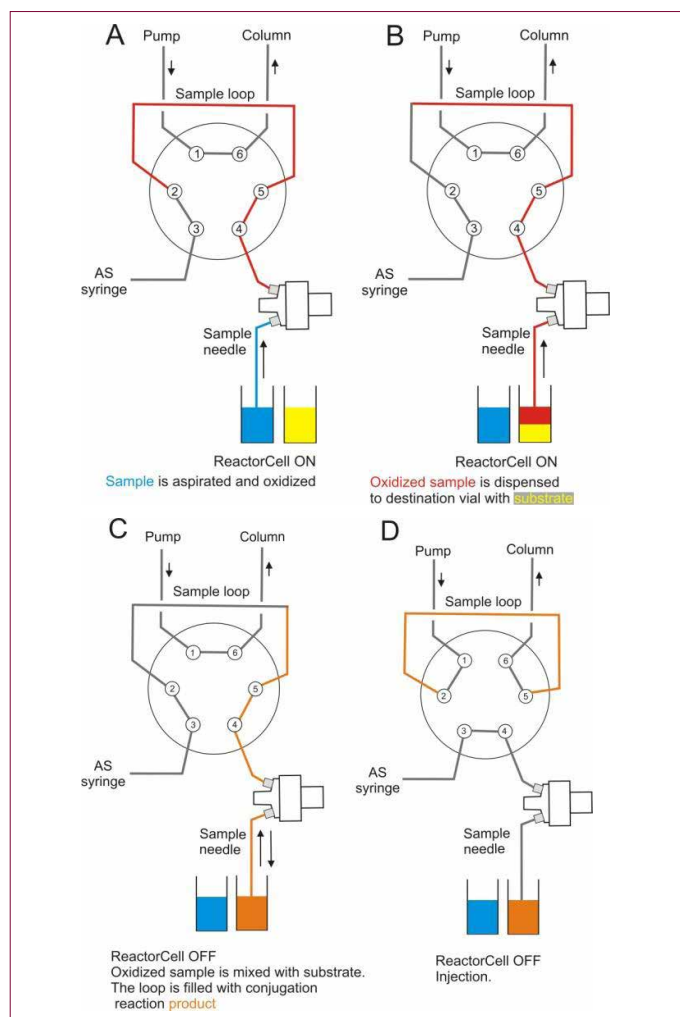 A
Pump
Column
Sample loop
1
6
2
5
3
4
AS
syringe
Sample
needle
ReactorCell ON
Sample is aspirated and oxidized
B
Pump
Column
Sample loop
1
6
2
5
3
4
AS
syringe
Sample
needle
ReactorCell ON
Oxidized sample is dispensed
to destination vial with substrate
C
Pump
Column
Sample loop
1
6
2
5
3
4
AS
syringe
Sample
needle
ReactorCell OFF
Oxidized sample is mixed with substrate.
The loop is filled with conjugation
reaction product
D
Pump
Column
Sample loop
1
6
2
5
3
4
AS
syringe
Sample
needle
ReactorCell OFF
Injection.